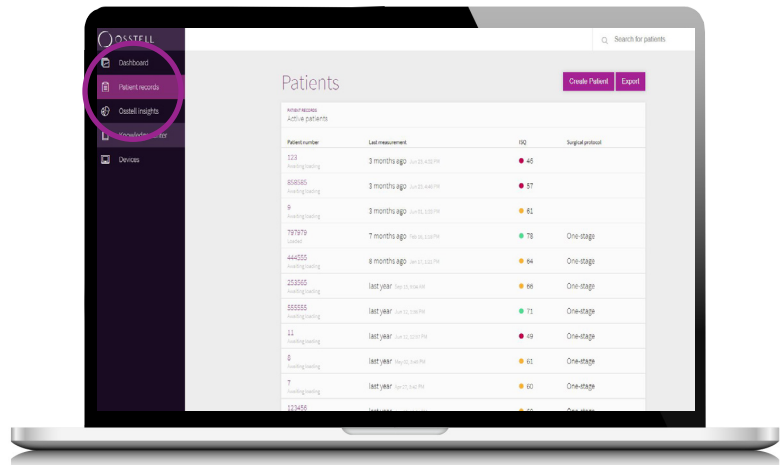 OSSTELL
Search for patients
Dashboard
Patient records
Osstell Insights
Devices
Patients
Create Patient Export
PATIENT RECORDS
Active patients
Patient number Last measurement ISQ Surgical protocol
123 3 months ago 46
Awaiting loading
858585 3 months ago 57
Awaiting loading
9 3 months ago 61
Awaiting loading
797979 7 months ago 78 One-stage
Loaded
444555 8 months ago 64 One-stage
Awaiting loading
253565 last year 66 One-stage
Awaiting loading
555555 last year 71 One-stage
Awaiting loading
11 last year 49 One-stage
Awaiting loading
8 last year 61 One-stage
Awaiting loading
7 last year 60 One-stage
Awaiting loading
123456